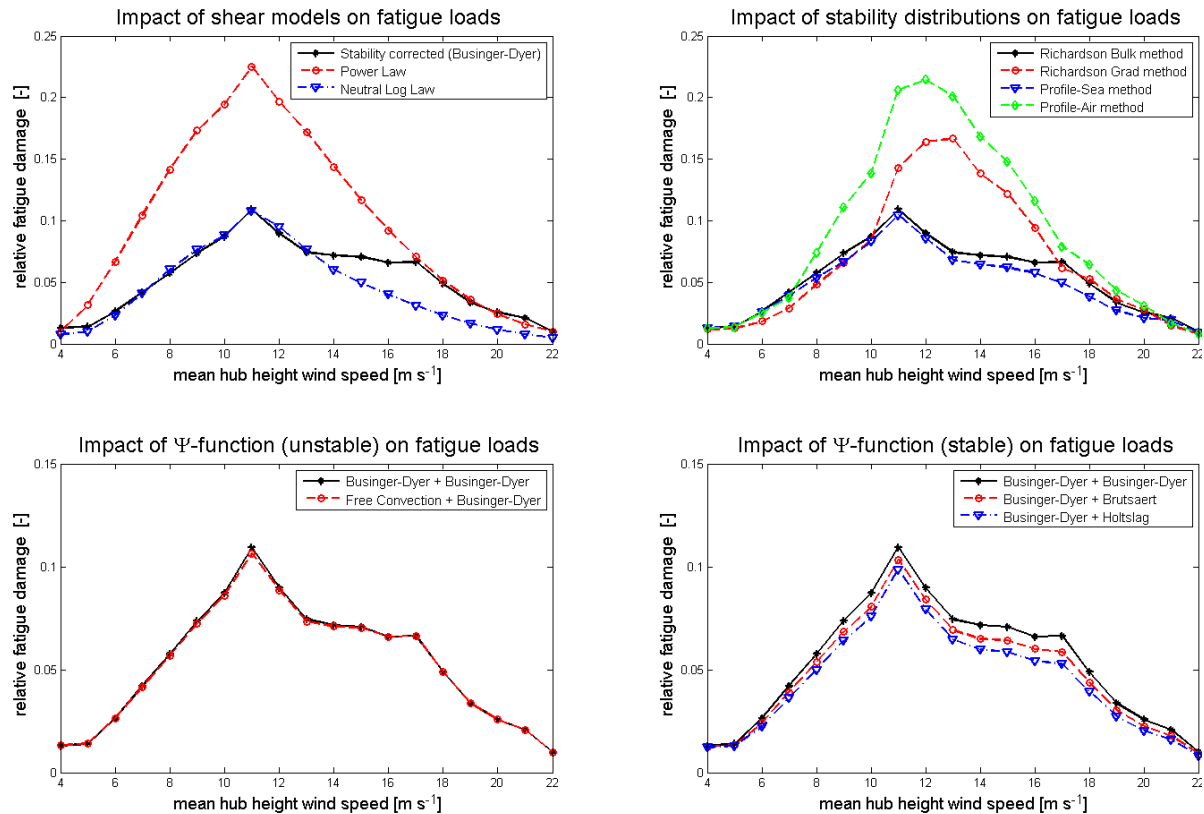 Impact of shear models on fatigue loads
0.25
0.2
0.15
0.1
0.05
0
relative fatigue damage [-]
Stability corrected (Businger-Dyer)
Power Law
Neutral Log Law
4 6 8 10 12 14 16 18 20 22
mean hub height wind speed [m s⁻¹]
Impact of stability distributions on fatigue loads
0.25
0.2
0.15
0.1
0.05
0
relative fatigue damage [-]
Richardson Bulk method
Richardson Grad method
Profile-Sea method
Profile-Air method
4 6 8 10 12 14 16 18 20 22
mean hub height wind speed [m s⁻¹]
Impact of Ψ-function (unstable) on fatigue loads
0.15
0.1
0.05
0
relative fatigue damage [-]
Businger-Dyer + Businger-Dyer
Free Convection + Businger-Dyer
4 6 8 10 12 14 16 18 20 22
mean hub height wind speed [m s⁻¹]
Impact of Ψ-function (stable) on fatigue loads
0.15
0.1
0.05
0
relative fatigue damage [-]
Businger-Dyer + Businger-Dyer
Businger-Dyer + Brutsaert
Businger-Dyer + Holtslag
4 6 8 10 12 14 16 18 20 22
mean hub height wind speed [m s⁻¹]